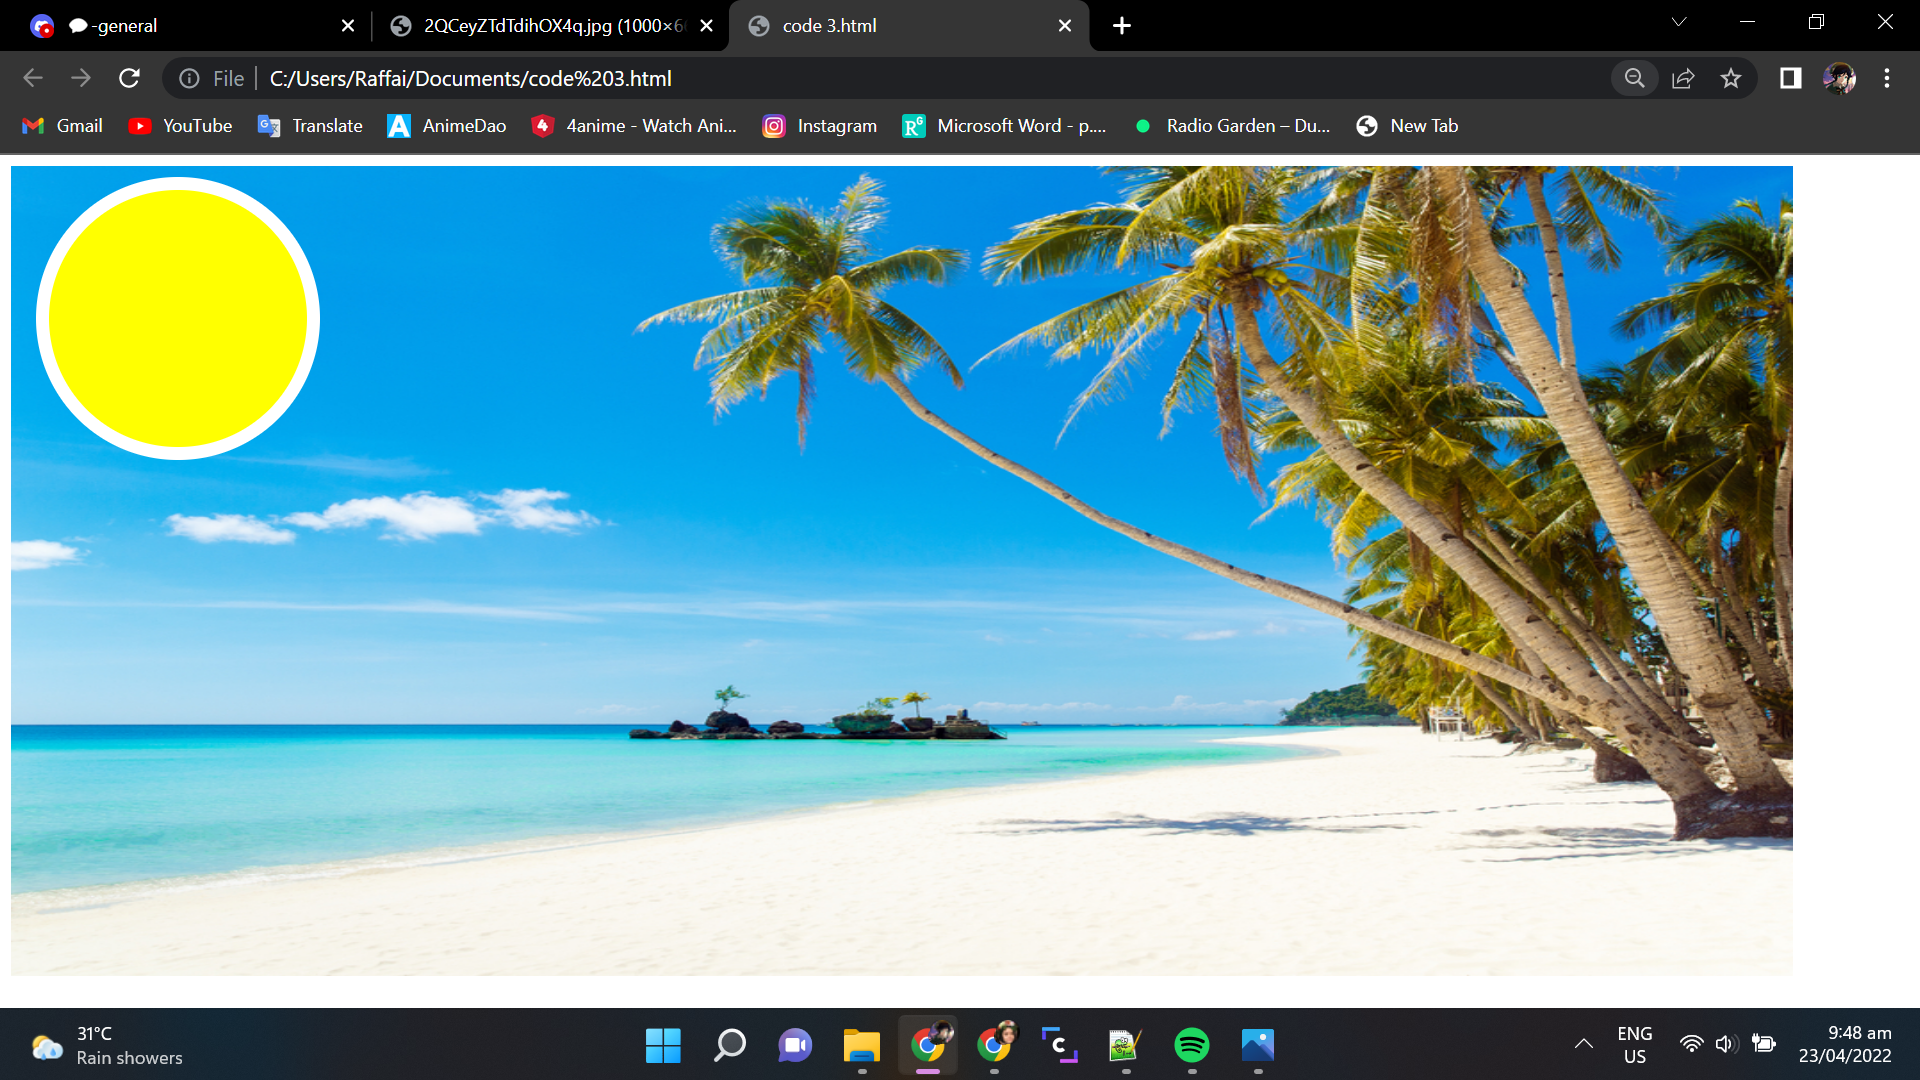 -general
2QCeyZTdTdihOX4q.jpg (1000×6
code 3.html
File
C:/Users/Raffai/Documents/code%203.html
Gmail
YouTube
Translate
AnimeDao
4anime - Watch Ani...
Instagram
Microsoft Word - p....
Radio Garden – Du...
New Tab
31°C
Rain showers
ENG
US
9:48 am
23/04/2022